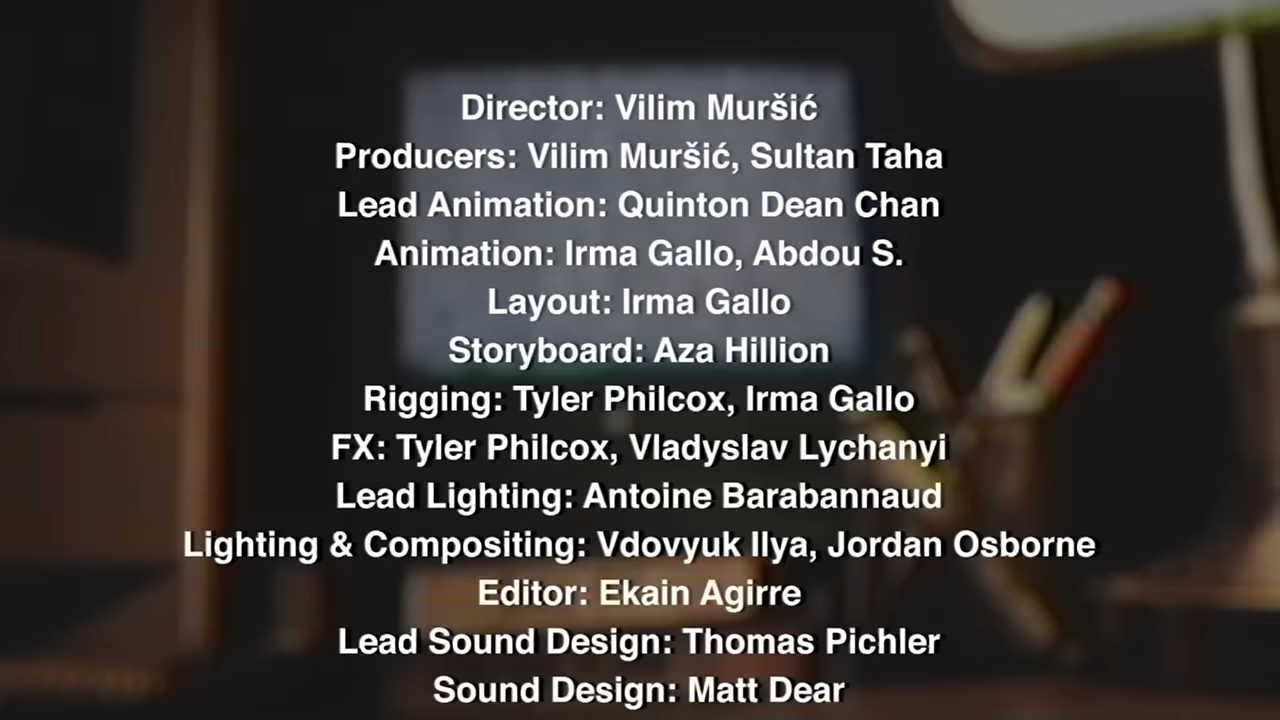 Director: Vilim Muršić
Producers: Vilim Muršić, Sultan Taha
Lead Animation: Quinton Dean Chan
Animation: Irma Gallo, Abdou S.
Layout: Irma Gallo
Storyboard: Aza Hillion
Rigging: Tyler Philcox, Irma Gallo
FX: Tyler Philcox, Vladyslav Lychanyi
Lead Lighting: Antoine Barabannaud
Lighting & Compositing: Vdovyuk Ilya, Jordan Osborne
Editor: Ekain Agirre
Lead Sound Design: Thomas Pichler
Sound Design: Matt Dear